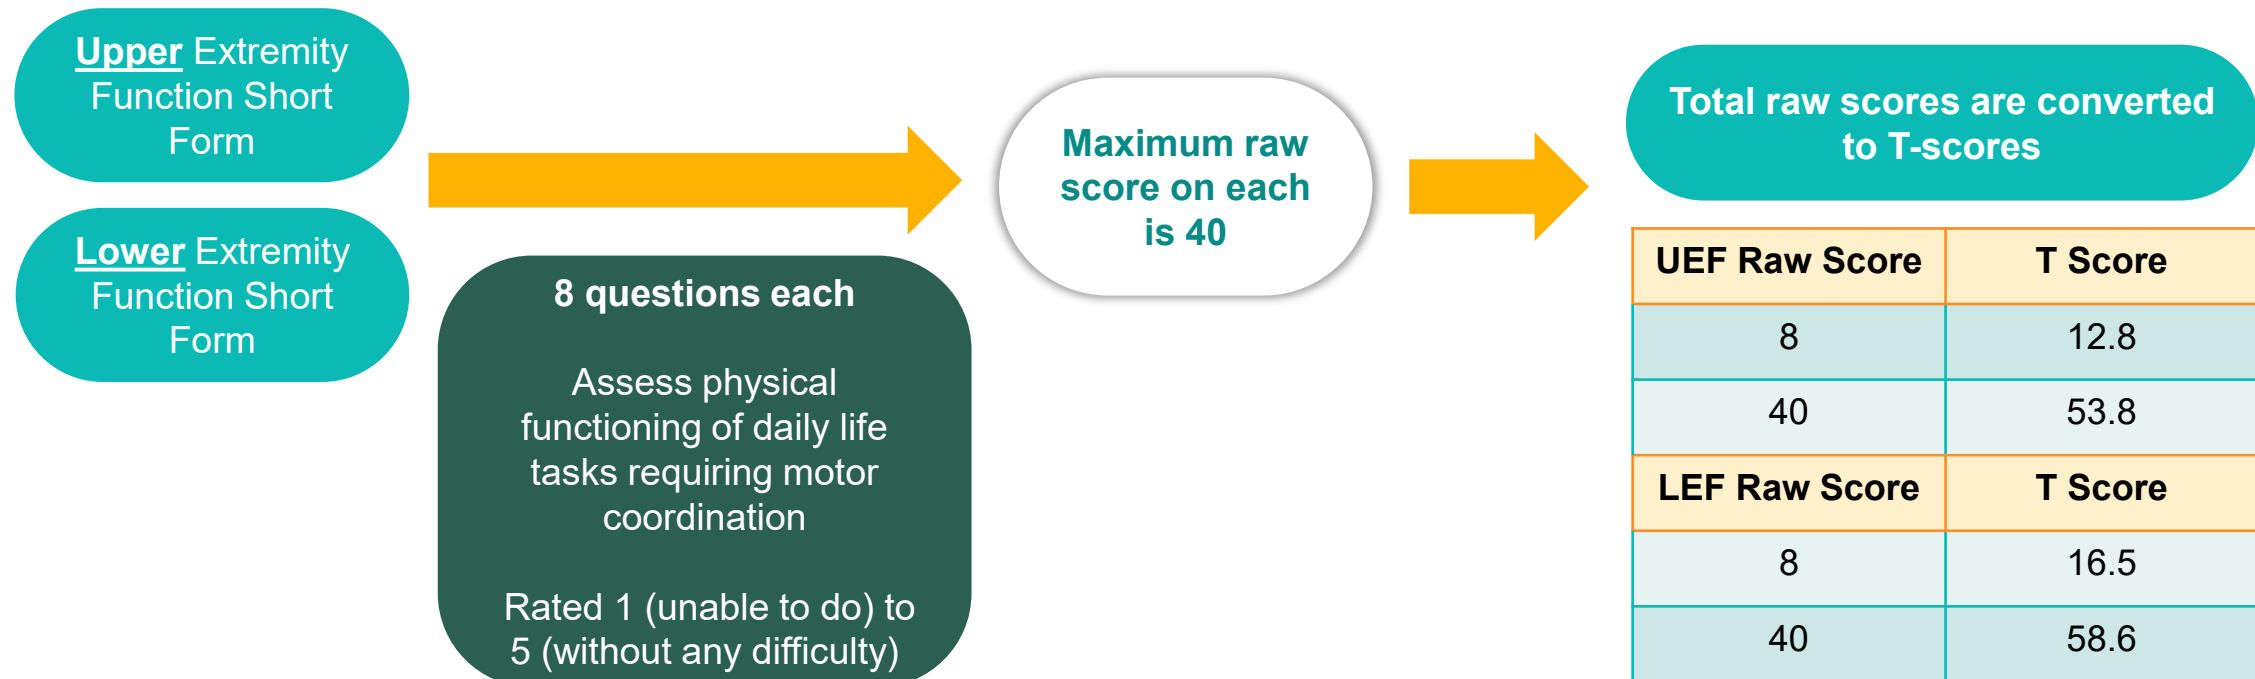 Upper Extremity
Function Short
Form
Lower Extremity
Function Short
Form
8 questions each
Assess physical
functioning of daily life
tasks requiring motor
coordination
Rated 1 (unable to do) to
5 (without any difficulty)
Maximum raw
score on each
is 40
Total raw scores are converted
to T-scores
UEF Raw Score T Score
8 12.8
40 53.8
LEF Raw Score T Score
8 16.5
40 58.6